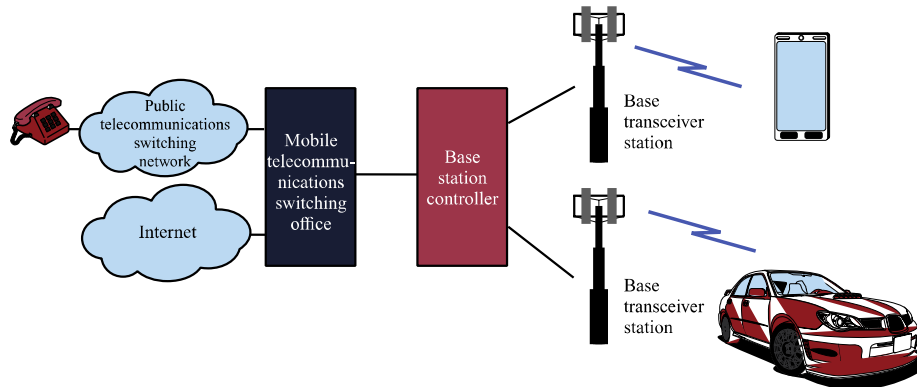 Public
telecommunications
switching
network
Internet
Mobile
telecommu-
nications
switching
office
Base
station
controller
Base
transceiver
station
Base
transceiver
station